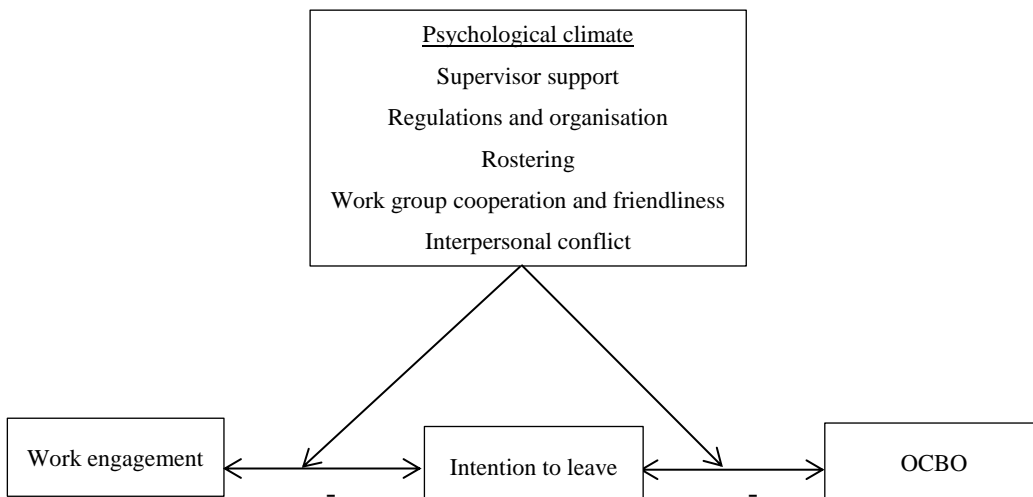 Psychological climate
Supervisor support
Regulations and organisation
Rostering
Work group cooperation and friendliness
Interpersonal conflict
Work engagement
Intention to leave
OCBO
-
-